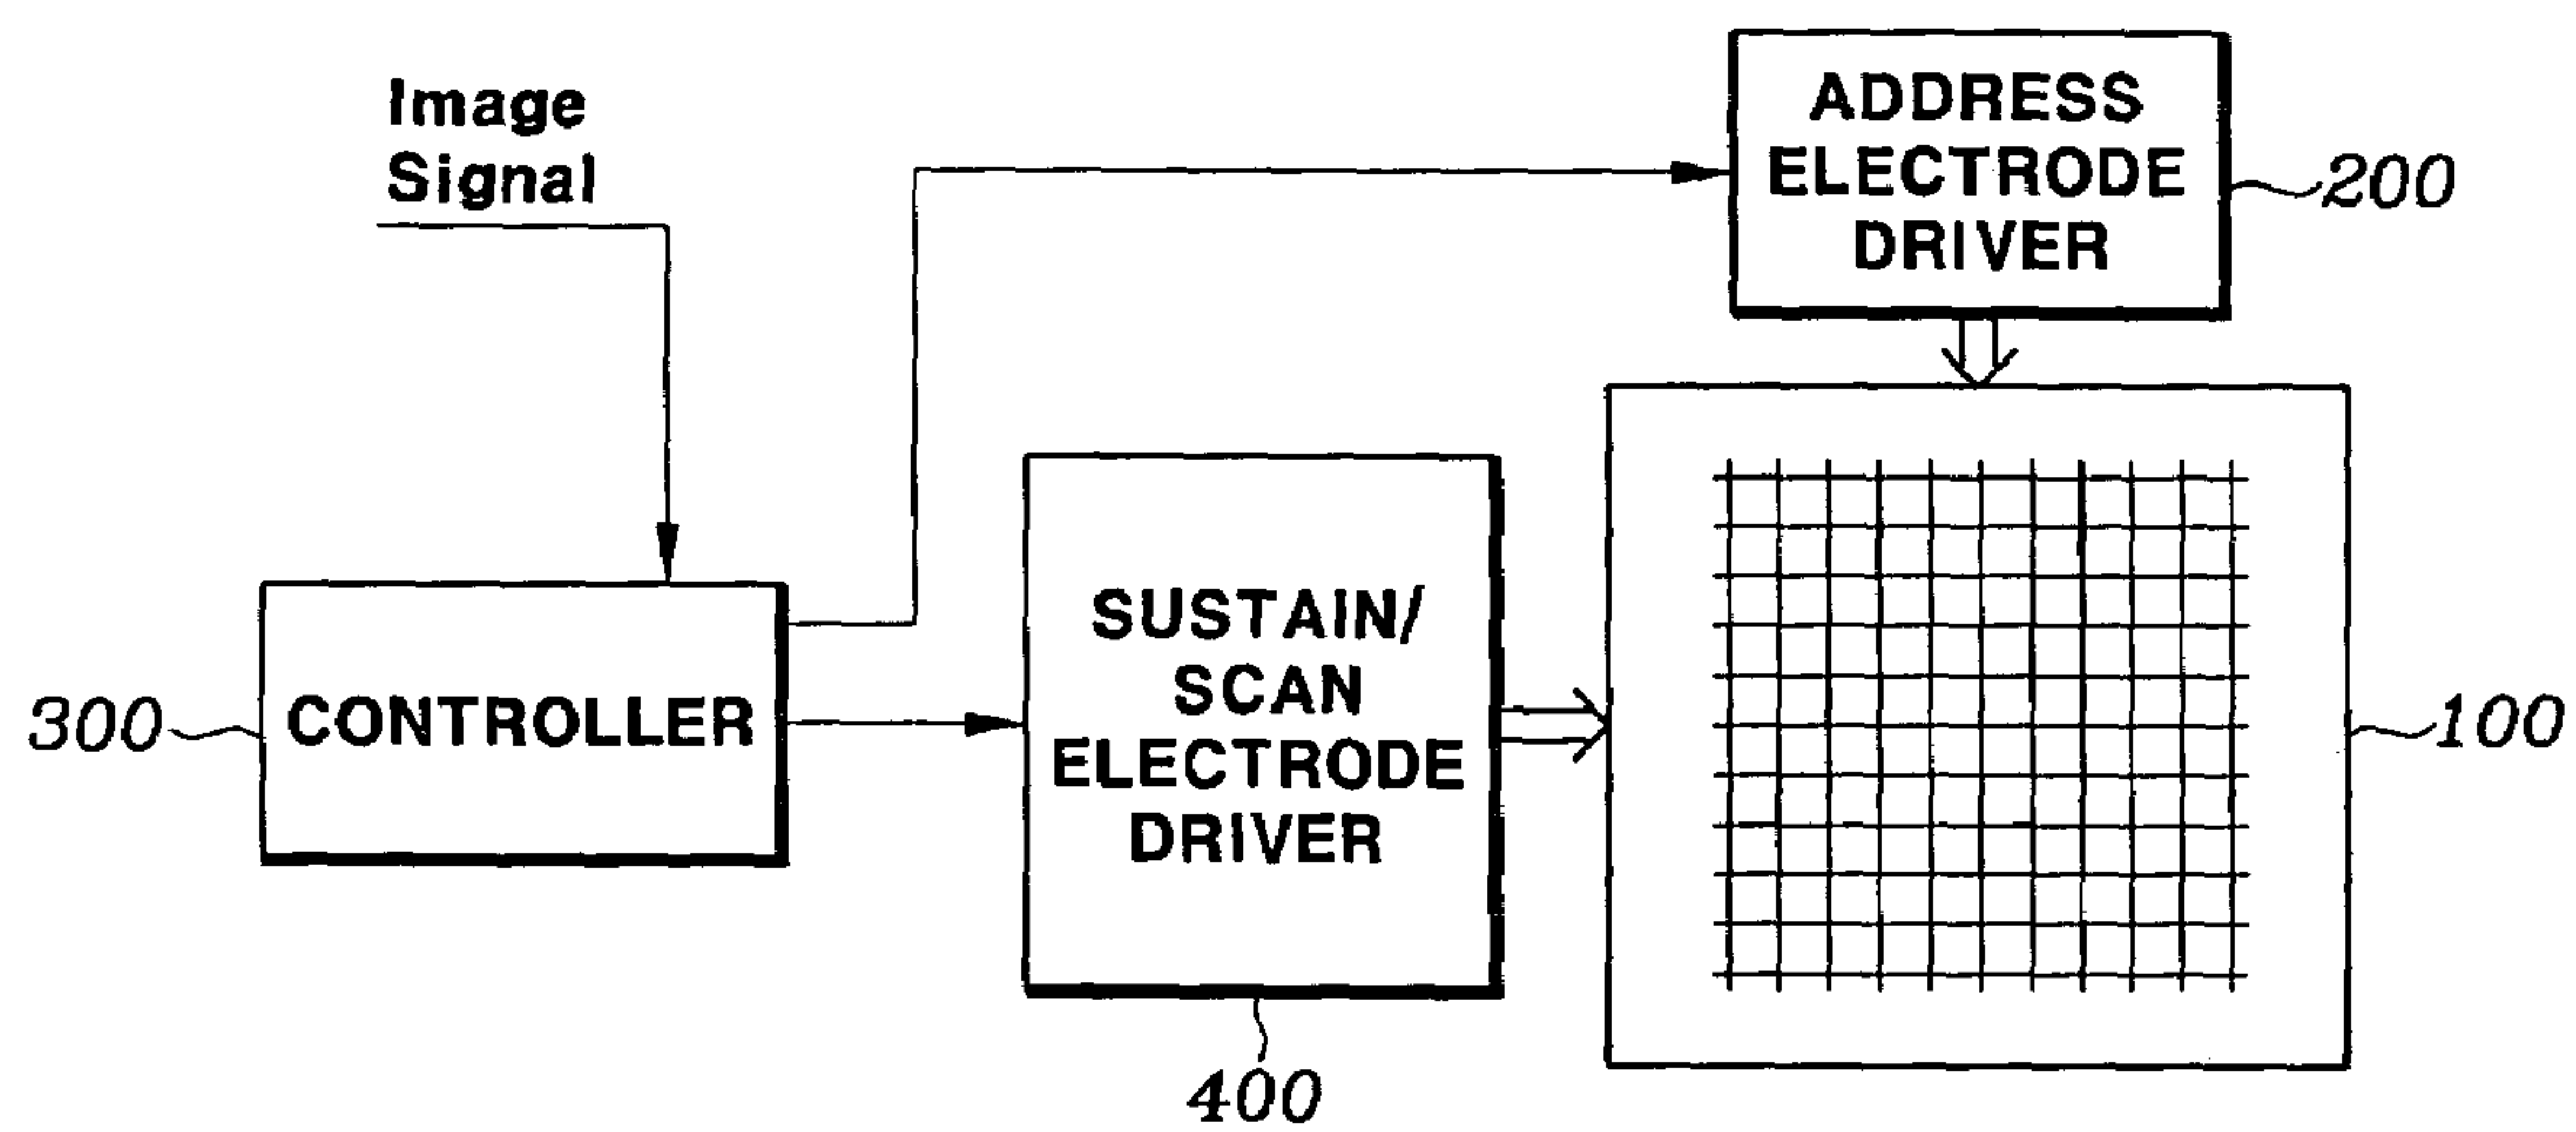 Image
Signal
ADDRESS
ELECTRODE
DRIVER
200
SUSTAIN/
SCAN
ELECTRODE
DRIVER
CONTROLLER
300
100
400